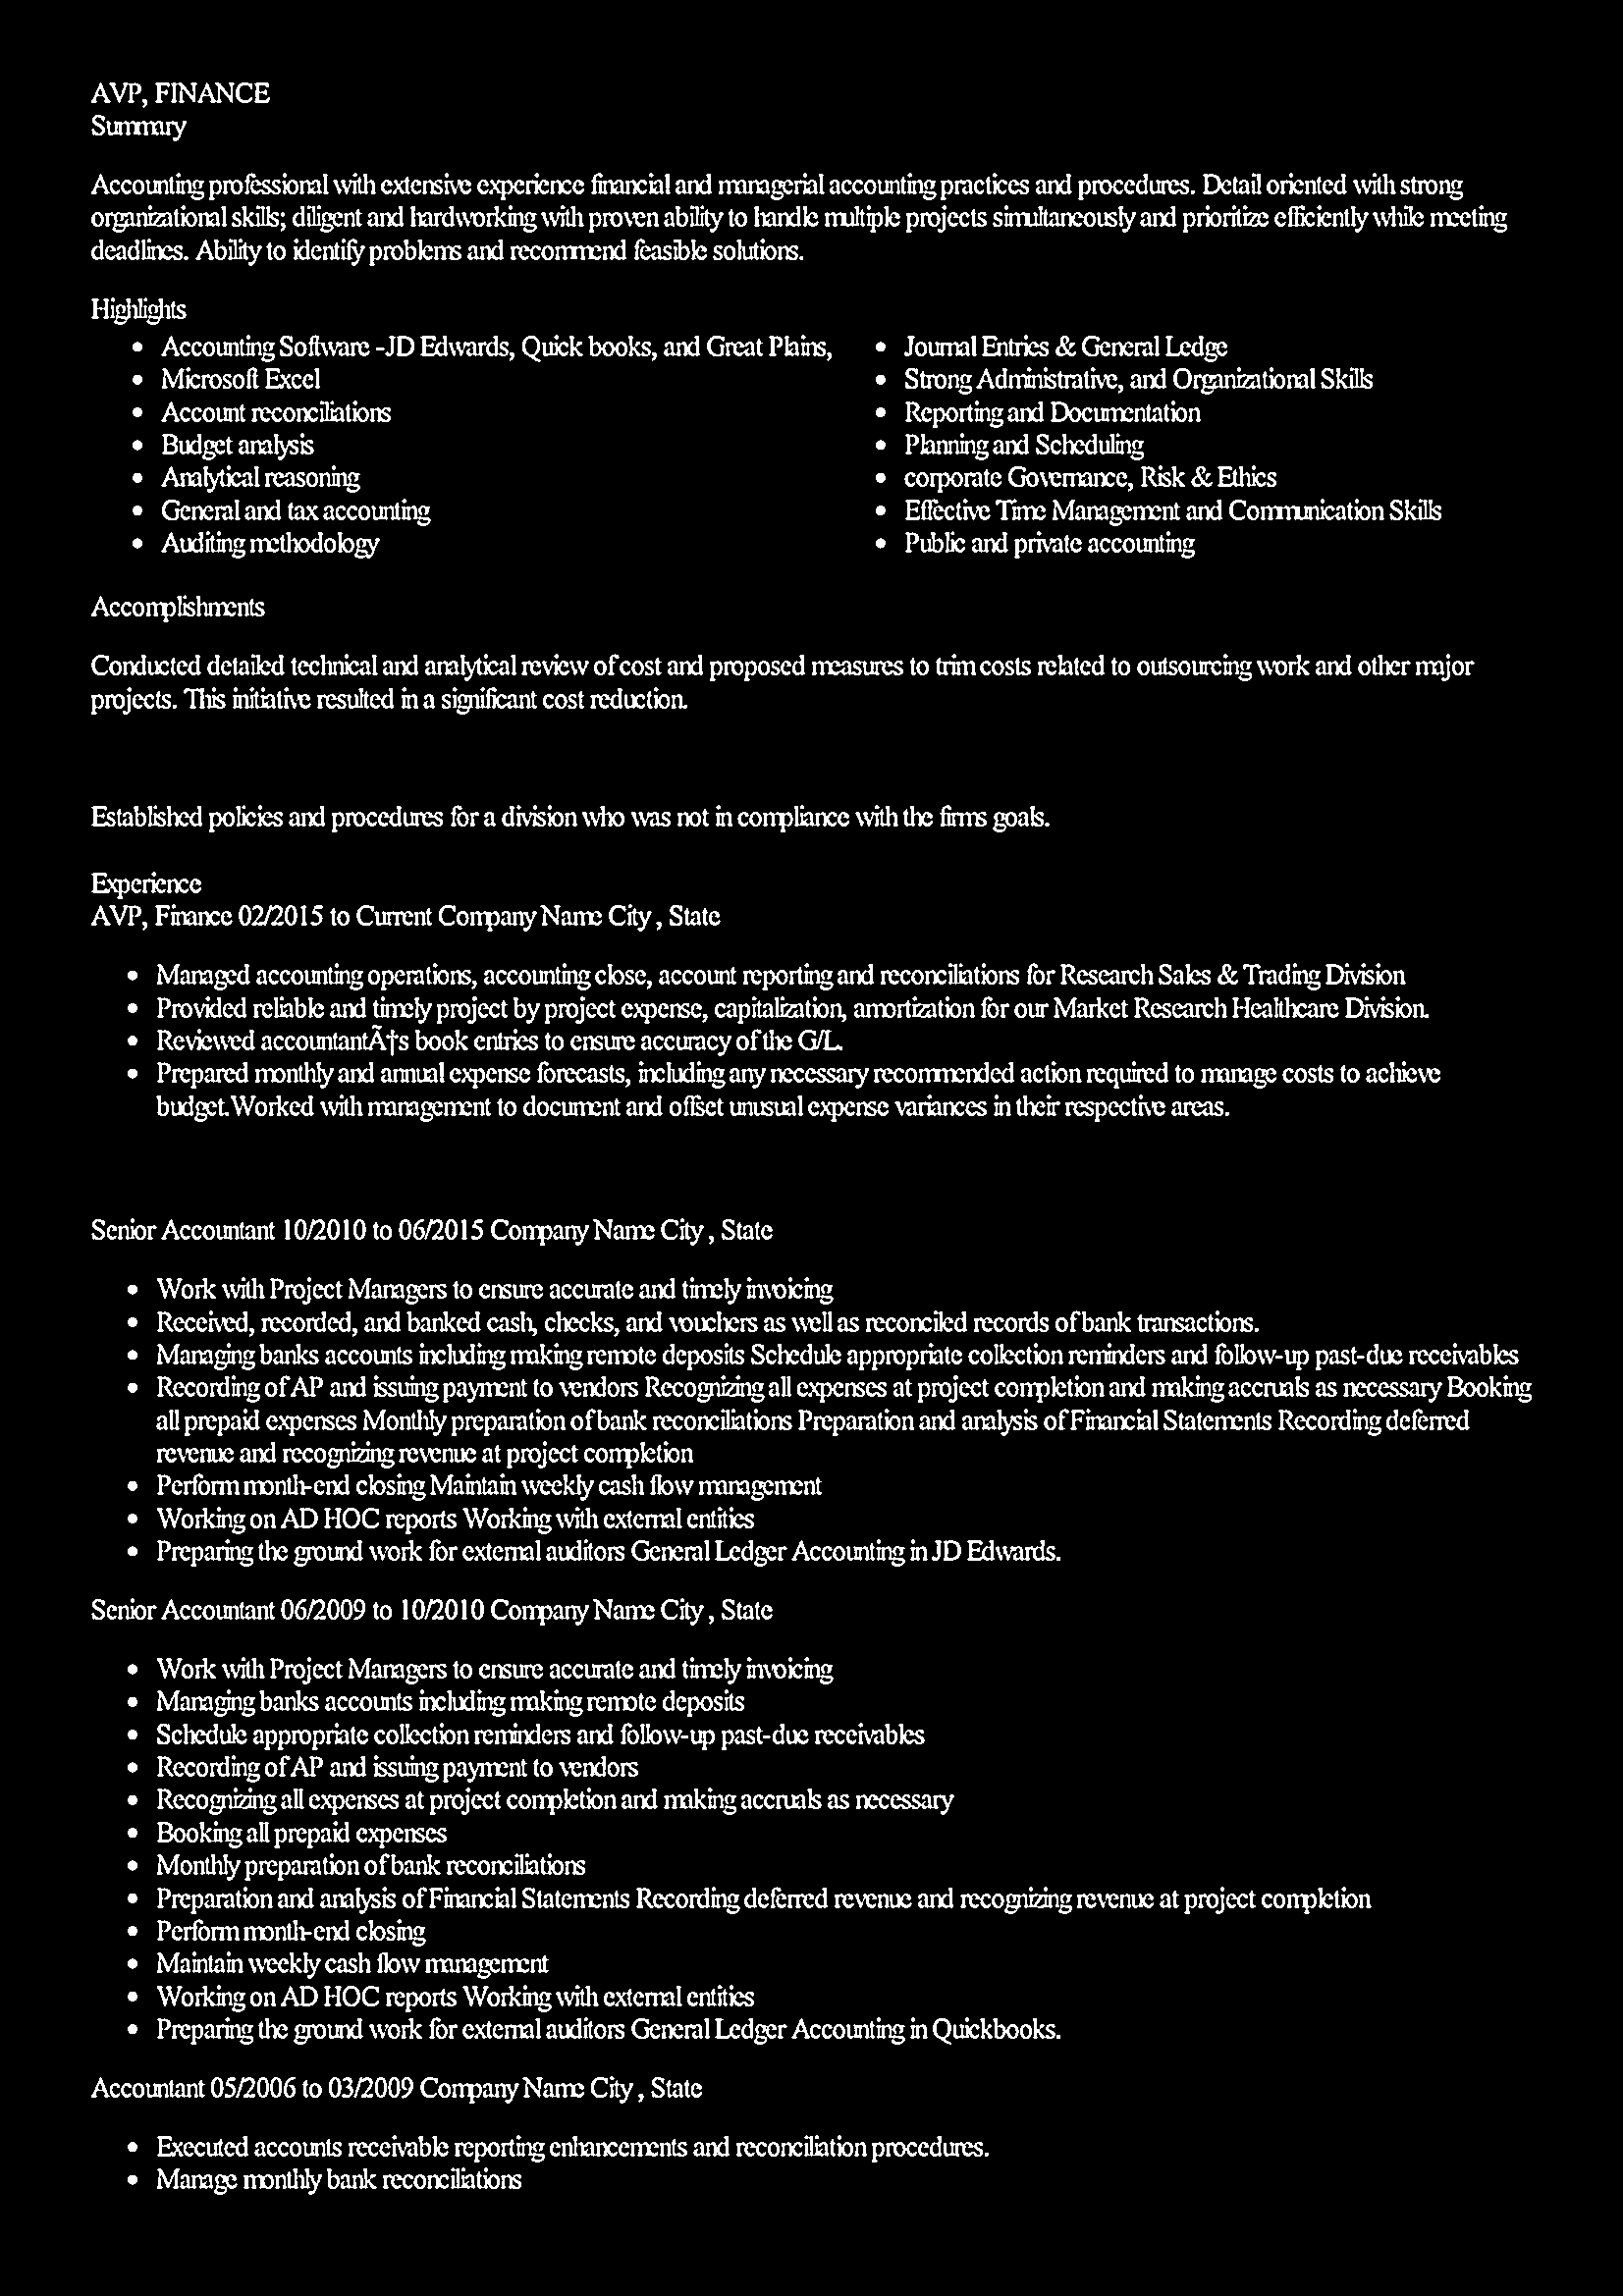 AVP, FINANCE
Summary
Accounting professional with extensive experience financial and managerial accounting practices and procedures. Detail oriented with strong
organizational skills; diligent and hardworking with proven ability to handle multiple projects simultaneously and prioritize efficiently while meeting
deadlines. Ability to identify problems and recommend feasible solutions.
Highlights
• Accounting Software -JD Edwards, Quick books, and Great Plains,
• Microsoft Excel
• Account reconciliations
• Budget analysis
• Analytical reasoning
• General and tax accounting
• Auditing methodology
• Journal Entries & General Ledge
• Strong Administrative, and Organizational Skills
• Reporting and Documentation
• Planning and Scheduling
• corporate Governance, Risk & Ethics
• Effective Time Management and Communication Skills
• Public and private accounting
Accomplishments
Conducted detailed technical and analytical review of cost and proposed measures to trim costs related to outsourcing work and other major
projects. This initiative resulted in a significant cost reduction.
Established policies and procedures for a division who was not in compliance with the firms goals.
Experience
AVP, Finance 02/2015 to Current Company Name City , State
• Managed accounting operations, accounting close, account reporting and reconciliations for Research Sales & Trading Division
• Provided reliable and timely project by project expense, capitalization, amortization for our Market Research Healthcare Division.
• Reviewed accountantÃ†s book entries to ensure accuracy of the G/L.
• Prepared monthly and annual expense forecasts, including any necessary recommended action required to manage costs to achieve
budget.Worked with management to document and offset unusual expense variances in their respective areas.
Senior Accountant 10/2010 to 06/2015 Company Name City , State
• Work with Project Managers to ensure accurate and timely invoicing
• Received, recorded, and banked cash, checks, and vouchers as well as reconciled records of bank transactions.
• Managing banks accounts including making remote deposits Schedule appropriate collection reminders and follow-up past-due receivables
• Recording of AP and issuing payment to vendors Recognizing all expenses at project completion and making accruals as necessary Booking
all prepaid expenses Monthly preparation of bank reconciliations Preparation and analysis of Financial Statements Recording deferred
revenue and recognizing revenue at project completion
• Perform month-end closing Maintain weekly cash flow management
• Working on AD HOC reports Working with external entities
• Preparing the ground work for external auditors General Ledger Accounting in JD Edwards.
Senior Accountant 06/2009 to 10/2010 Company Name City , State
• Work with Project Managers to ensure accurate and timely invoicing
• Managing banks accounts including making remote deposits
• Schedule appropriate collection reminders and follow-up past-due receivables
• Recording of AP and issuing payment to vendors
• Recognizing all expenses at project completion and making accruals as necessary
• Booking all prepaid expenses
• Monthly preparation of bank reconciliations
• Preparation and analysis of Financial Statements Recording deferred revenue and recognizing revenue at project completion
• Perform month-end closing
• Maintain weekly cash flow management
• Working on AD HOC reports Working with external entities
• Preparing the ground work for external auditors General Ledger Accounting in Quickbooks.
Accountant 05/2006 to 03/2009 Company Name City , State
• Executed accounts receivable reporting enhancements and reconciliation procedures.
• Manage monthly bank reconciliations